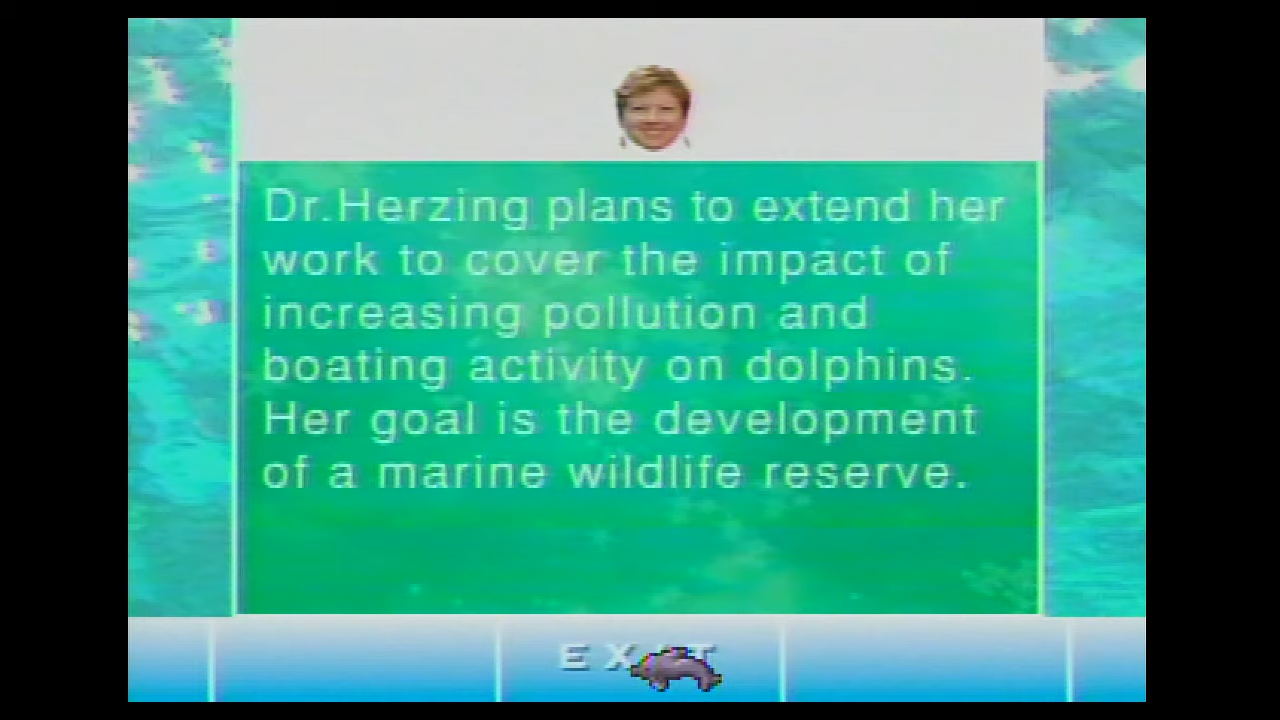 Dr.Herzing plans to extend her
work to cover the impact of
increasing pollution and
boating activity on dolphins.
Her goal is the development
of a marine wildlife reserve.
EXIT